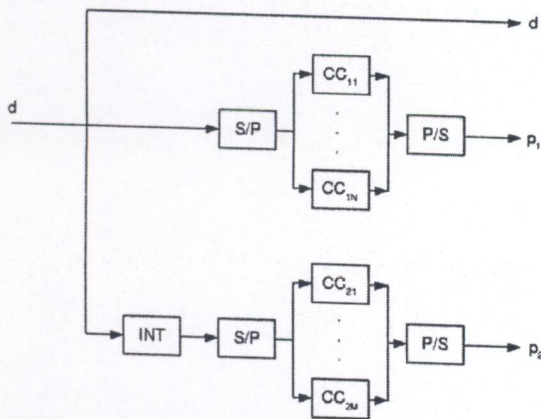 d
CC₁₁
d
S/P
P/S
p₁
CC₁N
CC₂₁
INT
S/P
P/S
p₂
CC₂M